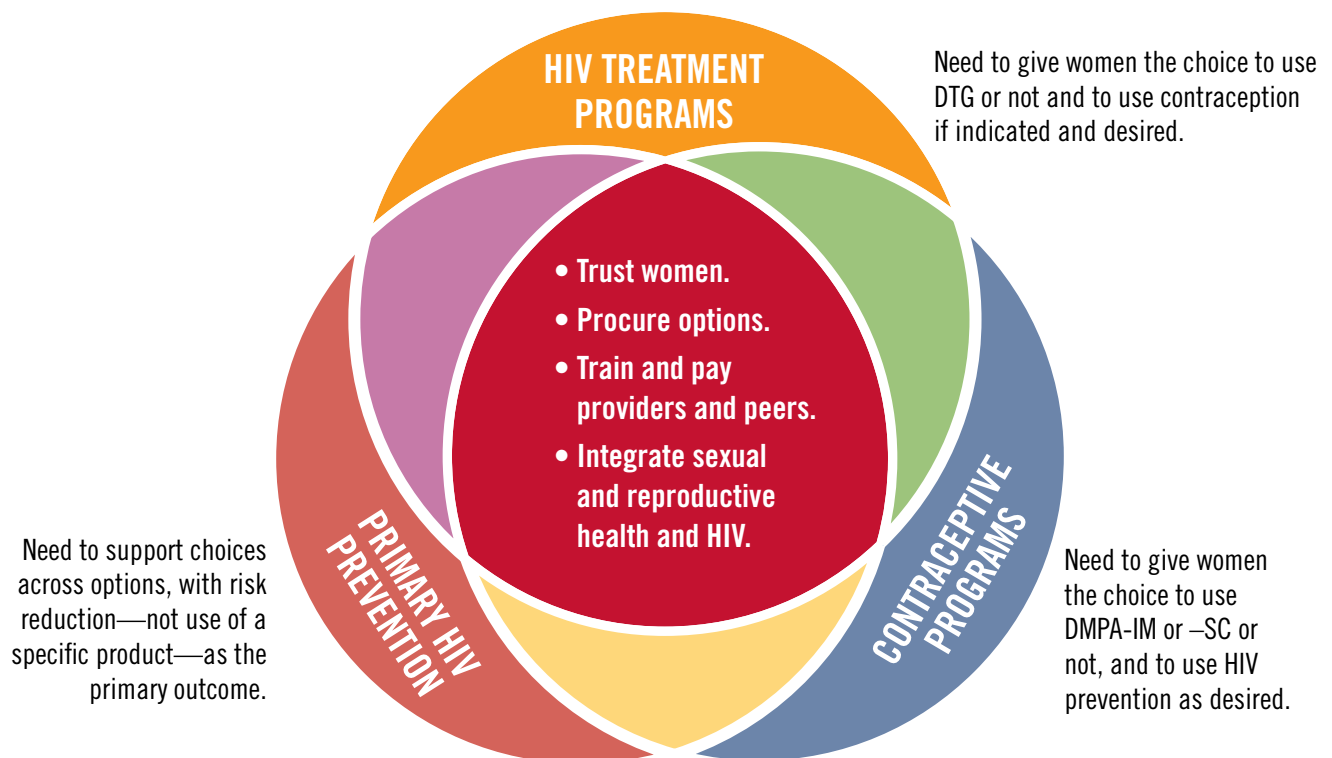 HIV TREATMENT
PROGRAMS
Need to give women the choice to use
DTG or not and to use contraception
if indicated and desired.
• Trust women.
• Procure options.
• Train and pay
providers and peers.
• Integrate sexual
and reproductive
health and HIV.
PRIMARY HIV
PREVENTION
Need to support choices
across options, with risk
reduction—not use of a
specific product—as the
primary outcome.
CONTRACEPTIVE
PROGRAMS
Need to give women
the choice to use
DMPA-IM or –SC or
not, and to use HIV
prevention as desired.